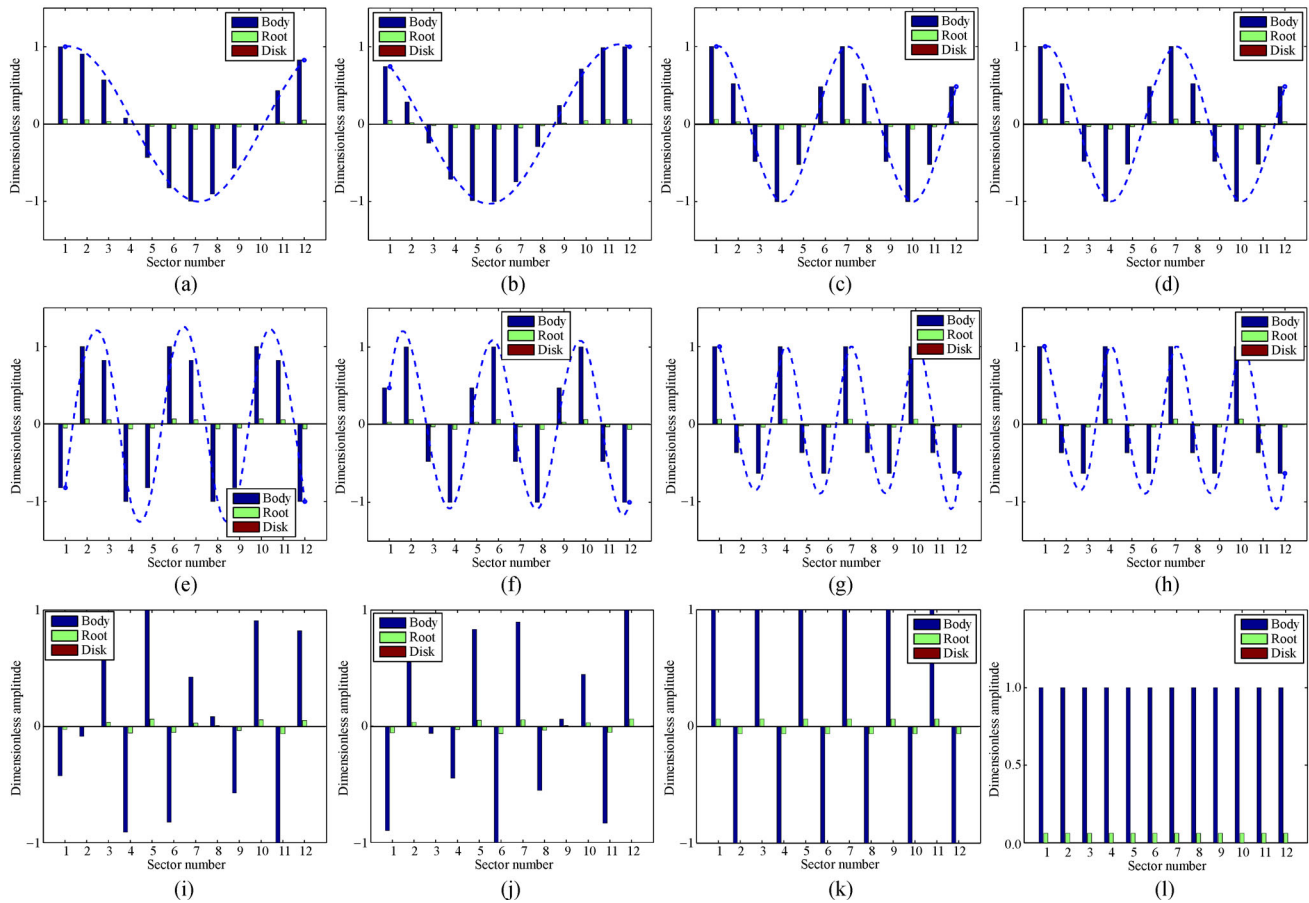 Body
Root
Disk
Dimensionless amplitude
1
0
−1
1 2 3 4 5 6 7 8 9 10 11 12
Sector number
(a)
Body
Root
Disk
Dimensionless amplitude
1
0
−1
1 2 3 4 5 6 7 8 9 10 11 12
Sector number
(b)
Body
Root
Disk
Dimensionless amplitude
1
0
−1
1 2 3 4 5 6 7 8 9 10 11 12
Sector number
(c)
Body
Root
Disk
Dimensionless amplitude
1
0
−1
1 2 3 4 5 6 7 8 9 10 11 12
Sector number
(d)
Body
Root
Disk
Dimensionless amplitude
1
0
−1
1 2 3 4 5 6 7 8 9 10 11 12
Sector number
(e)
Body
Root
Disk
Dimensionless amplitude
1
0
−1
1 2 3 4 5 6 7 8 9 10 11 12
Sector number
(f)
Body
Root
Disk
Dimensionless amplitude
1
0
−1
1 2 3 4 5 6 7 8 9 10 11 12
Sector number
(g)
Body
Root
Disk
Dimensionless amplitude
1
0
−1
1 2 3 4 5 6 7 8 9 10 11 12
Sector number
(h)
Body
Root
Disk
Dimensionless amplitude
1
0
−1
1 2 3 4 5 6 7 8 9 10 11 12
Sector number
(i)
Body
Root
Disk
Dimensionless amplitude
1
0
−1
1 2 3 4 5 6 7 8 9 10 11 12
Sector number
(j)
Body
Root
Disk
Dimensionless amplitude
1
0
−1
1 2 3 4 5 6 7 8 9 10 11 12
Sector number
(k)
Body
Root
Disk
Dimensionless amplitude
1.0
0.5
0.0
1 2 3 4 5 6 7 8 9 10 11 12
Sector number
(l)